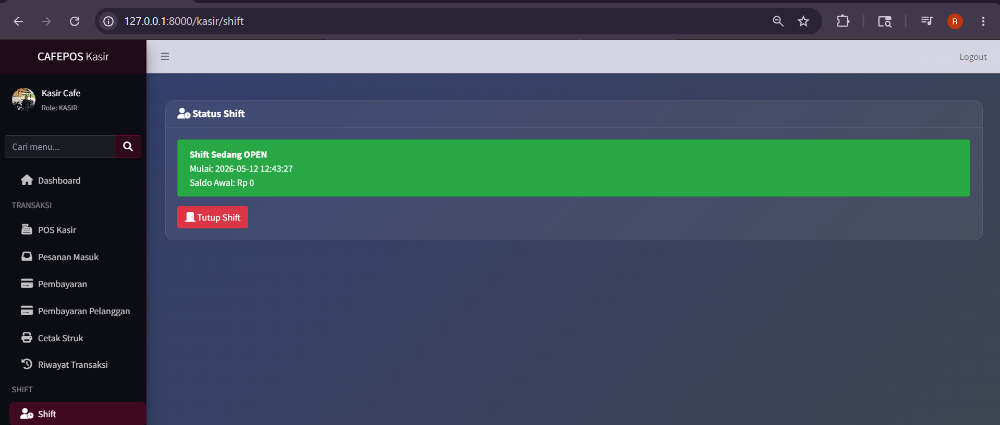 127.0.0.1:8000/kasir/shift
R
CAFEPOS Kasir
Logout
Kasir Cafe
Role: KASIR
Cari menu...
Dashboard
TRANSAKSI
POS Kasir
Pesanan Masuk
Pembayaran
Pembayaran Pelanggan
Cetak Struk
Riwayat Transaksi
SHIFT
Shift
Status Shift
Shift Sedang OPEN
Mulai: 2026-05-12 12:43:27
Saldo Awal: Rp 0
Tutup Shift